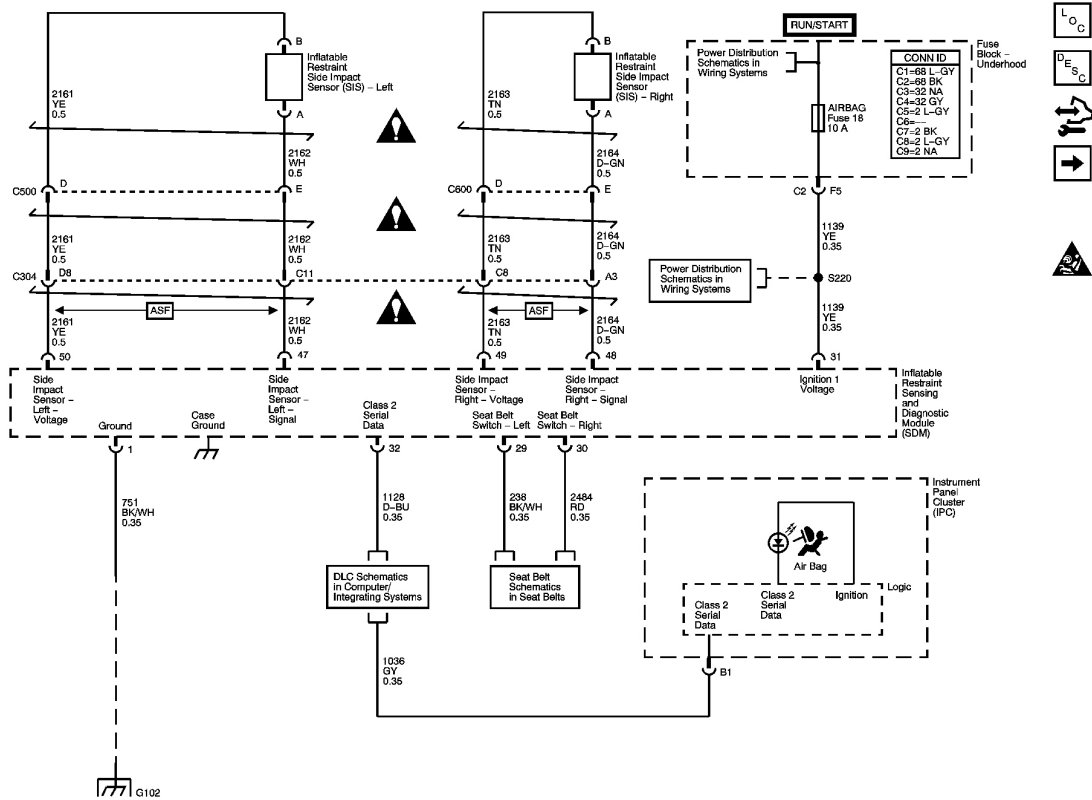 B
Inflatable
Restraint
Side Impact
Sensor (SIS) – Left
A
2161
YE
0.5
2162
WH
0.5
C500
D
E
2161
YE
0.5
2162
WH
0.5
C304
D8
C11
ASF
2161
YE
0.5
2162
WH
0.5
50
47
B
Inflatable
Restraint
Side Impact
Sensor
(SIS) – Right
A
2163
TN
0.5
2164
D–GN
0.5
C600
D
E
2163
TN
0.5
2164
D–GN
0.5
C8
A3
ASF
2163
TN
0.5
2164
D–GN
0.5
49
48
RUN/START
Power Distribution
Schematics in
Wiring Systems
AIRBAG
Fuse 18
10 A
CONN ID
C1=68 L–GY
C2=68 BK
C3=32 NA
C4=32 GY
C5=2 L–GY
C6=—
C7=2 BK
C8=2 L–GY
C9=2 NA
Fuse
Block –
Underhood
C2
F5
1139
YE
0.35
Power Distribution
Schematics in
Wiring Systems
S220
1139
YE
0.35
31
L O C
D E S C
Side
Impact
Sensor –
Left –
Voltage
Side
Impact
Sensor –
Left –
Signal
Side Impact
Sensor –
Right – Voltage
Side Impact
Sensor –
Right – Signal
Ignition 1
Voltage
Inflatable
Restraint
Sensing
and
Diagnostic
Module
(SDM)
Ground
Case
Ground
Class 2
Serial
Data
Seat Belt
Switch – Left
Seat Belt
Switch – Right
1
32
29
30
751
BK/WH
0.35
1128
D–BU
0.35
238
BK/WH
0.35
2484
RD
0.35
DLC Schematics
in Computer/
Integrating Systems
Seat Belt
Schematics
in Seat Belts
1036
GY
0.35
Instrument
Panel
Cluster
(IPC)
Air Bag
Logic
Class 2
Serial
Data
Class 2
Serial
Data
Ignition
B1
G102